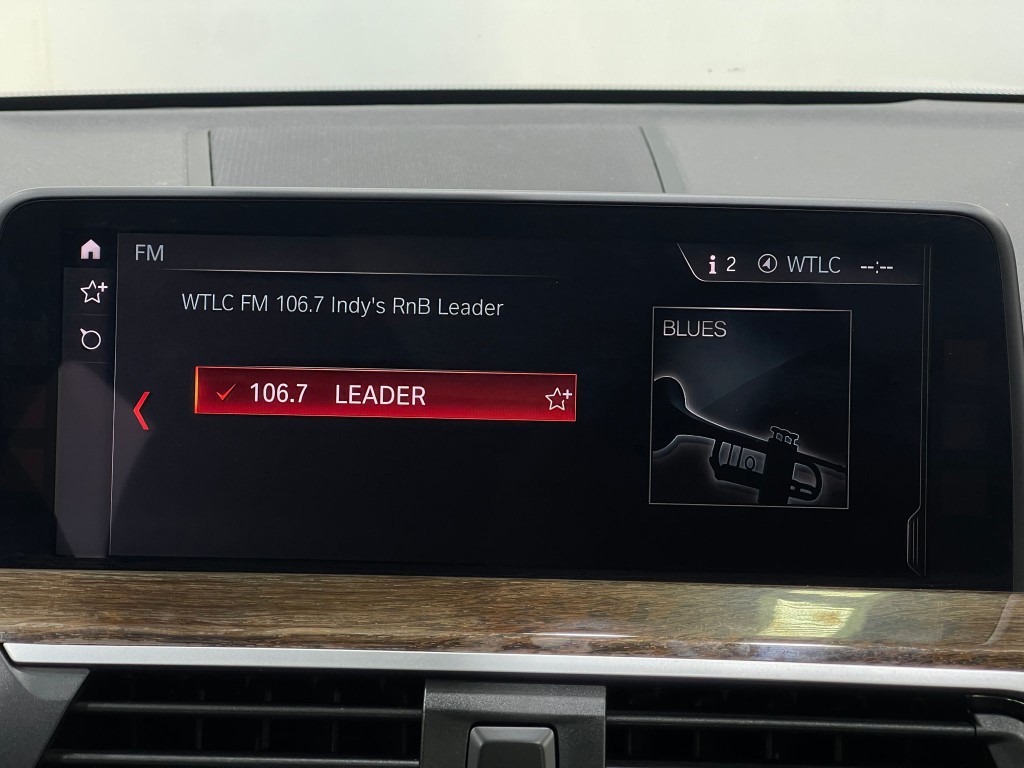 FM
i 2 WTLC --:--
WTLC FM 106.7 Indy's RnB Leader
BLUES
106.7 LEADER